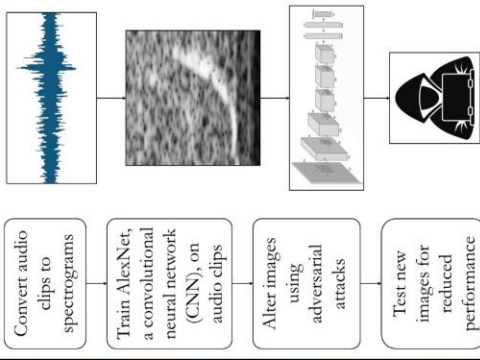 Convert audio
clips to
spectrograms
Train AlexNet,
a convolutional
neural network
(CNN), on
audio clips
Alter images
using
adversarial
attacks
Test new
images for
reduced
performance